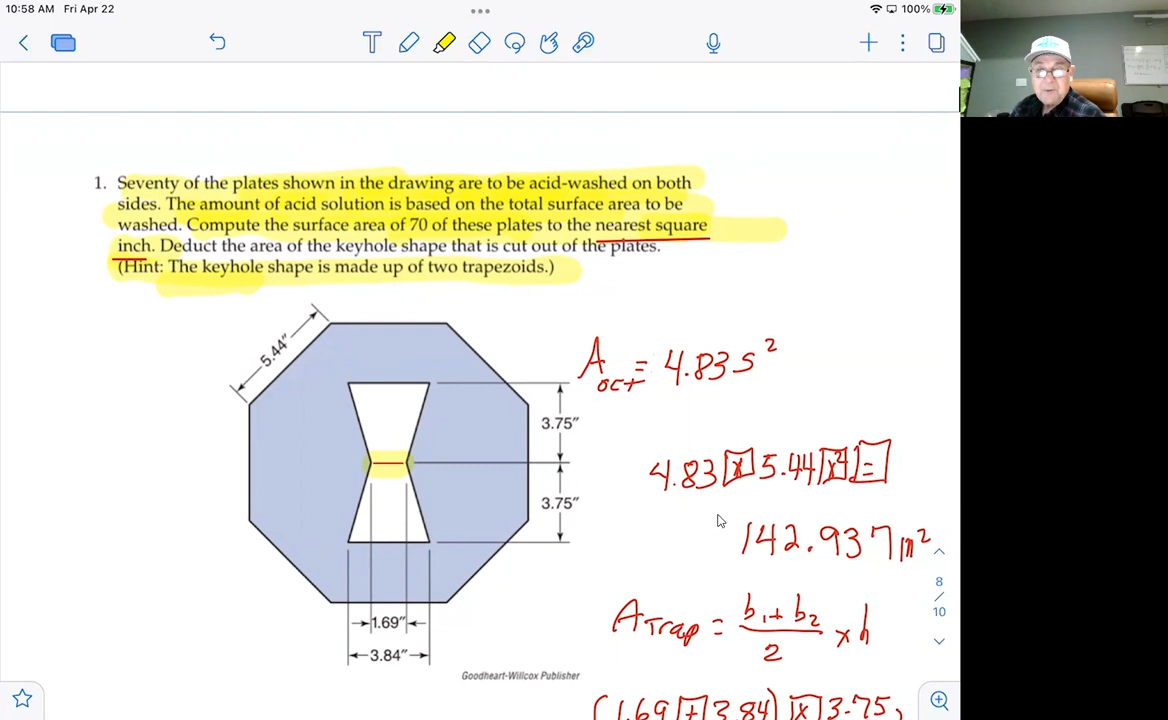 10:58 AM Fri Apr 22
100%
T
1. Seventy of the plates shown in the drawing are to be acid-washed on both
sides. The amount of acid solution is based on the total surface area to be
washed. Compute the surface area of 70 of these plates to the nearest square
inch. Deduct the area of the keyhole shape that is cut out of the plates.
(Hint: The keyhole shape is made up of two trapezoids.)
5.44"
3.75"
3.75"
1.69"
3.84"
Goodheart-Willcox Publisher
A oct = 4.83 s²
4.83 × 5.44 x² =
142.937 in²
A Trap = b₁ + b₂ / 2 × h
(1.69 + 3.84) × 3.75
8
/
10